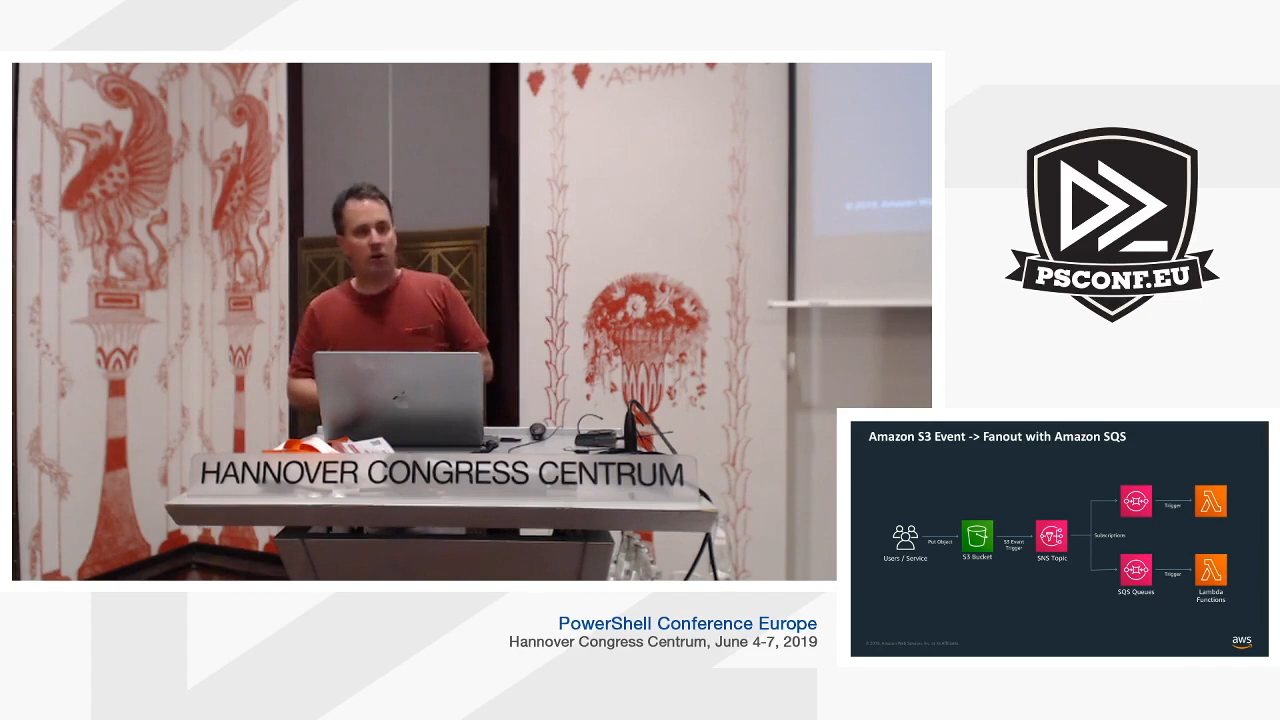 PSCONF.EU
HANNOVER CONGRESS CENTRUM
Amazon S3 Event -> Fanout with Amazon SQS
Users / Service
Put Object
S3 Bucket
S3 Event
Trigger
SNS Topic
Subscriptions
Trigger
Trigger
SQS Queues
Lambda
Functions
aws
PowerShell Conference Europe
Hannover Congress Centrum, June 4-7, 2019